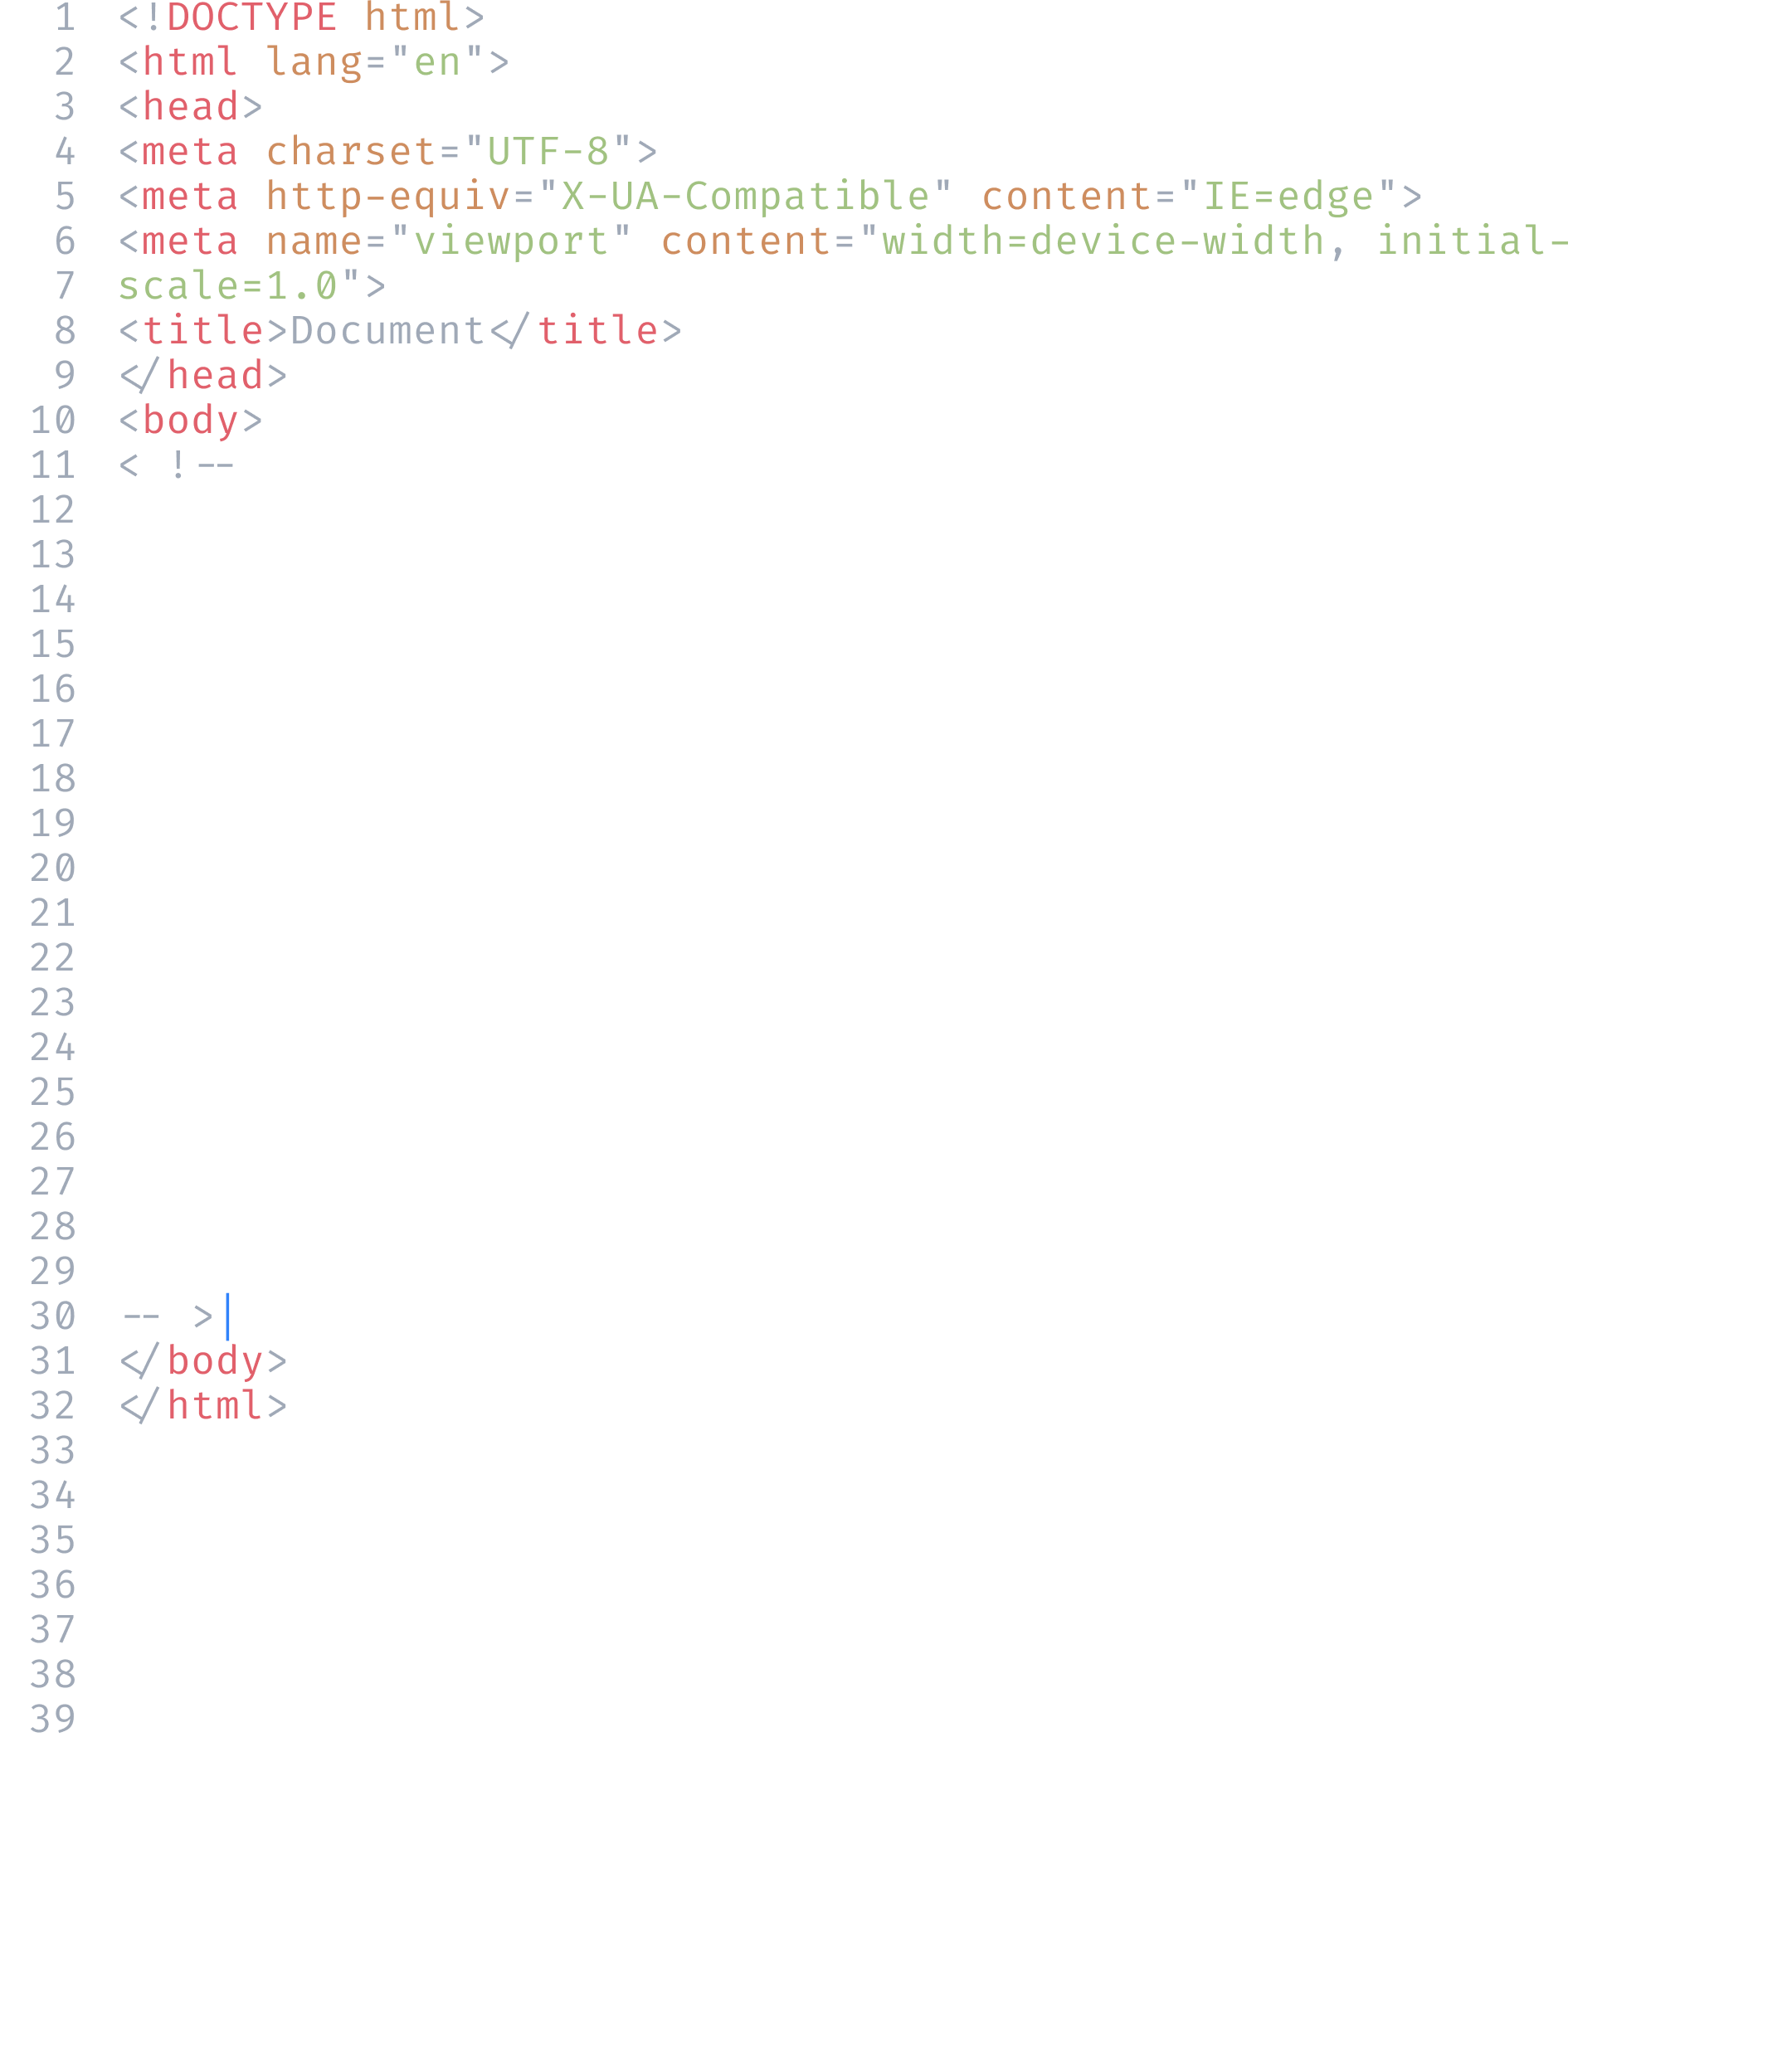 1 <!DOCTYPE html>
2 <html lang="en">
3 <head>
4 <meta charset="UTF-8">
5 <meta http-equiv="X-UA-Compatible" content="IE=edge">
6 <meta name="viewport" content="width=device-width, initial-
7 scale=1.0">
8 <title>Document</title>
9 </head>
10 <body>
11 < !--
12
13
14
15
16
17
18
19
20
21
22
23
24
25
26
27
28
29
30 -- >
31 </body>
32 </html>
33
34
35
36
37
38
39